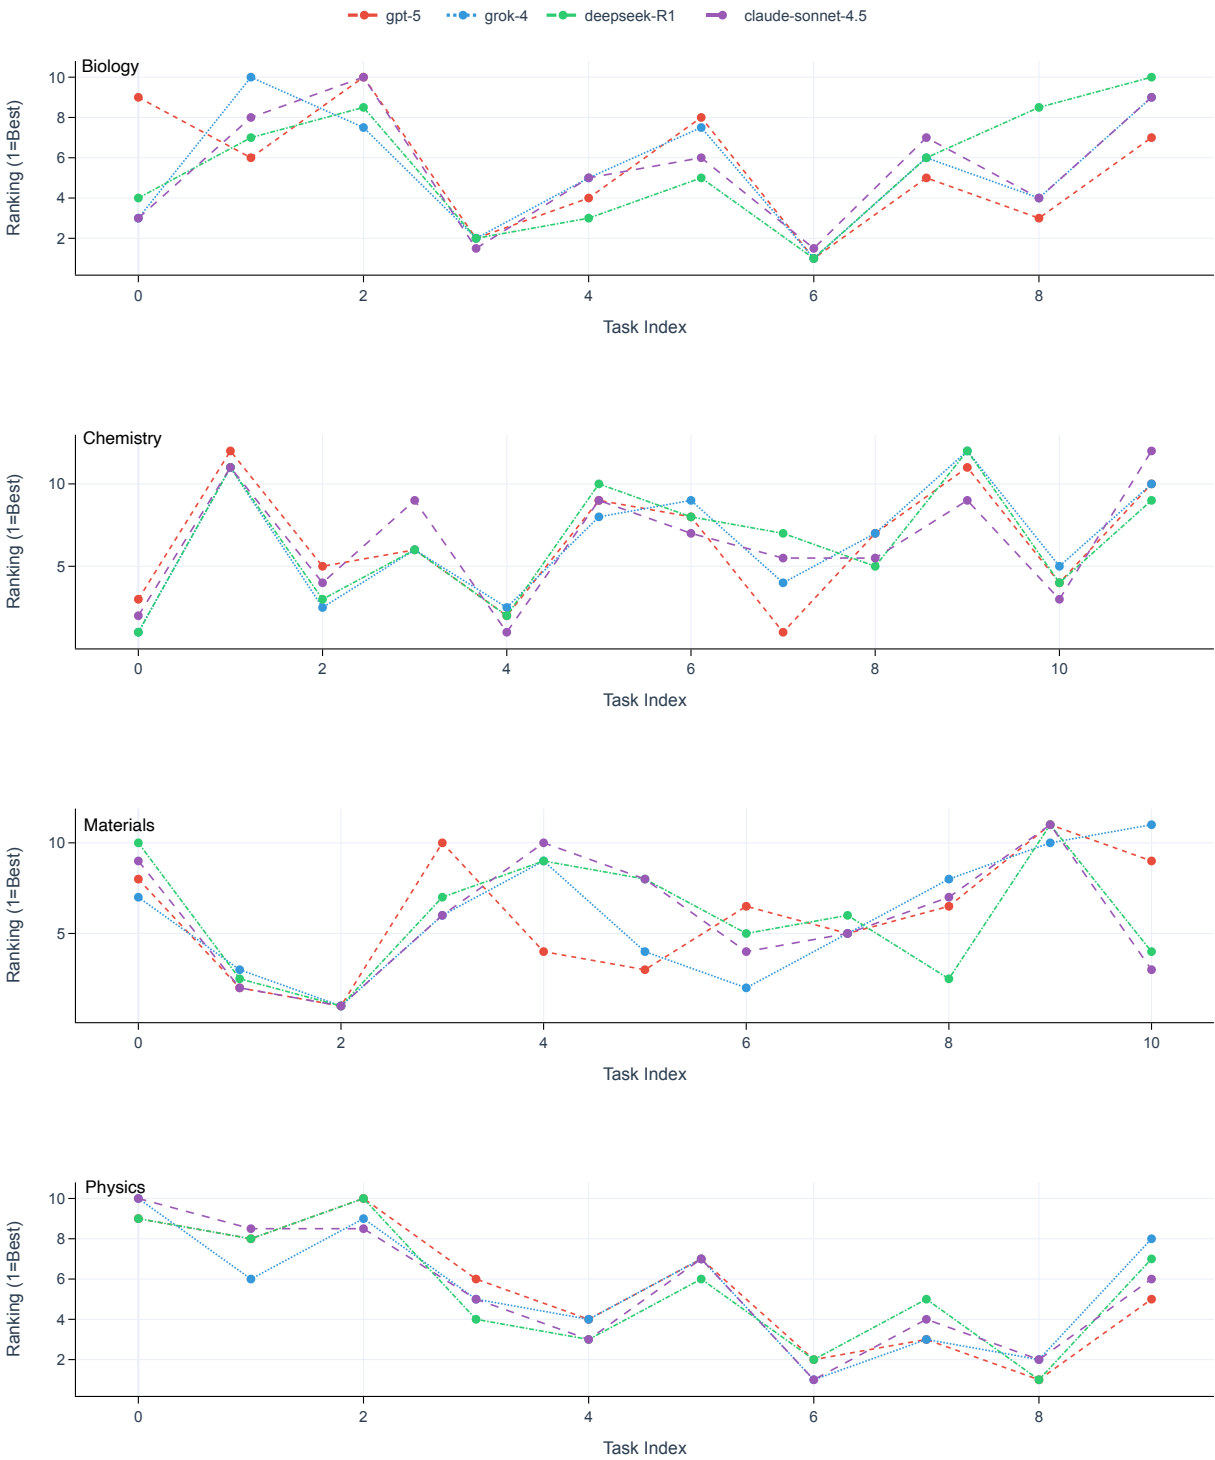 gpt-5 grok-4 deepseek-R1 claude-sonnet-4.5
Biology
Ranking (1=Best)
10
8
6
4
2
0 2 4 6 8
Task Index
Chemistry
Ranking (1=Best)
10
5
0 2 4 6 8 10
Task Index
Materials
Ranking (1=Best)
10
5
0 2 4 6 8 10
Task Index
Physics
Ranking (1=Best)
10
8
6
4
2
0 2 4 6 8
Task Index